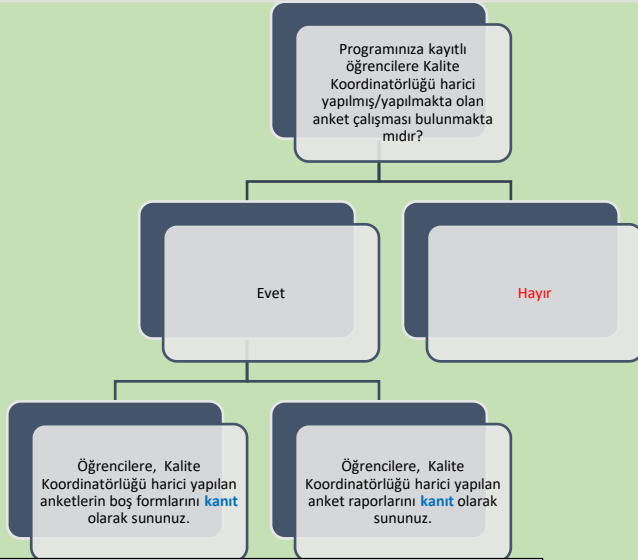 Programınıza kayıtlı
öğrencilere Kalite
Koordinatörlüğü harici
yapılmış/yapılmakta olan
anket çalışması bulunmakta
mıdır?
Evet
Hayır
Öğrencilere, Kalite
Koordinatörlüğü harici yapılan
anketlerin boş formlarını kanıt
olarak sununuz.
Öğrencilere, Kalite
Koordinatörlüğü harici yapılan
anket raporlarını kanıt olarak
sununuz.